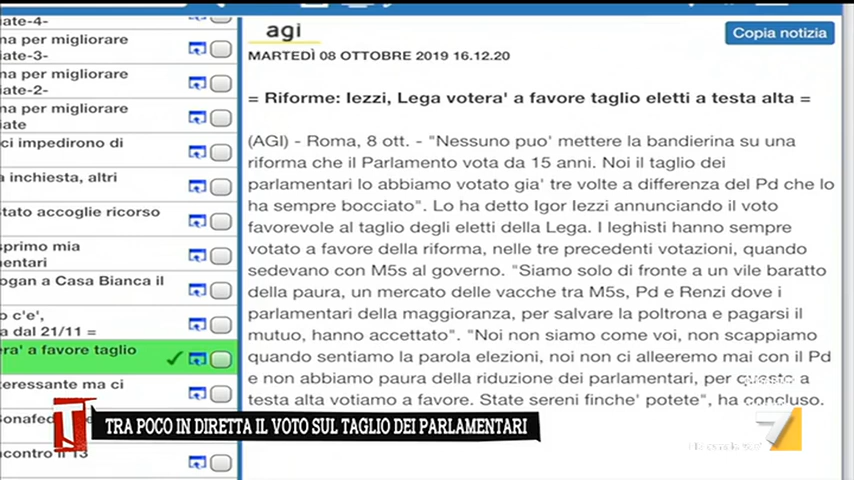 ate-4-
na per migliorare
iate-3-
na per migliorare
iate-2-
na per migliorare
iate
ci impedirono di
a inchiesta, altri
Stato accoglie ricorso
sprimo mia
nentari
ogan a Casa Bianca il
o c'e',
a dal 21/11 =
era' a favore taglio
teressante ma ci
Bonafed
ncontro il 13
agi
Copia notizia
MARTEDÌ 08 OTTOBRE 2019 16.12.20
= Riforme: Iezzi, Lega votera' a favore taglio eletti a testa alta =
(AGI) - Roma, 8 ott. - "Nessuno puo' mettere la bandierina su una
riforma che il Parlamento vota da 15 anni. Noi il taglio dei
parlamentari lo abbiamo votato gia' tre volte a differenza del Pd che lo
ha sempre bocciato". Lo ha detto Igor Iezzi annunciando il voto
favorevole al taglio degli eletti della Lega. I leghisti hanno sempre
votato a favore della riforma, nelle tre precedenti votazioni, quando
sedevano con M5s al governo. "Siamo solo di fronte a un vile baratto
della paura, un mercato delle vacche tra M5s, Pd e Renzi dove i
parlamentari della maggioranza, per salvare la poltrona e pagarsi il
mutuo, hanno accettato". "Noi non siamo come voi, non scappiamo
quando sentiamo la parola elezioni, noi non ci alleeremo mai con il Pd
e non abbiamo paura della riduzione dei parlamentari, per questo a
testa alta votiamo a favore. State sereni finche' potete", ha concluso.
T TRA POCO IN DIRETTA IL VOTO SUL TAGLIO DEI PARLAMENTARI
7